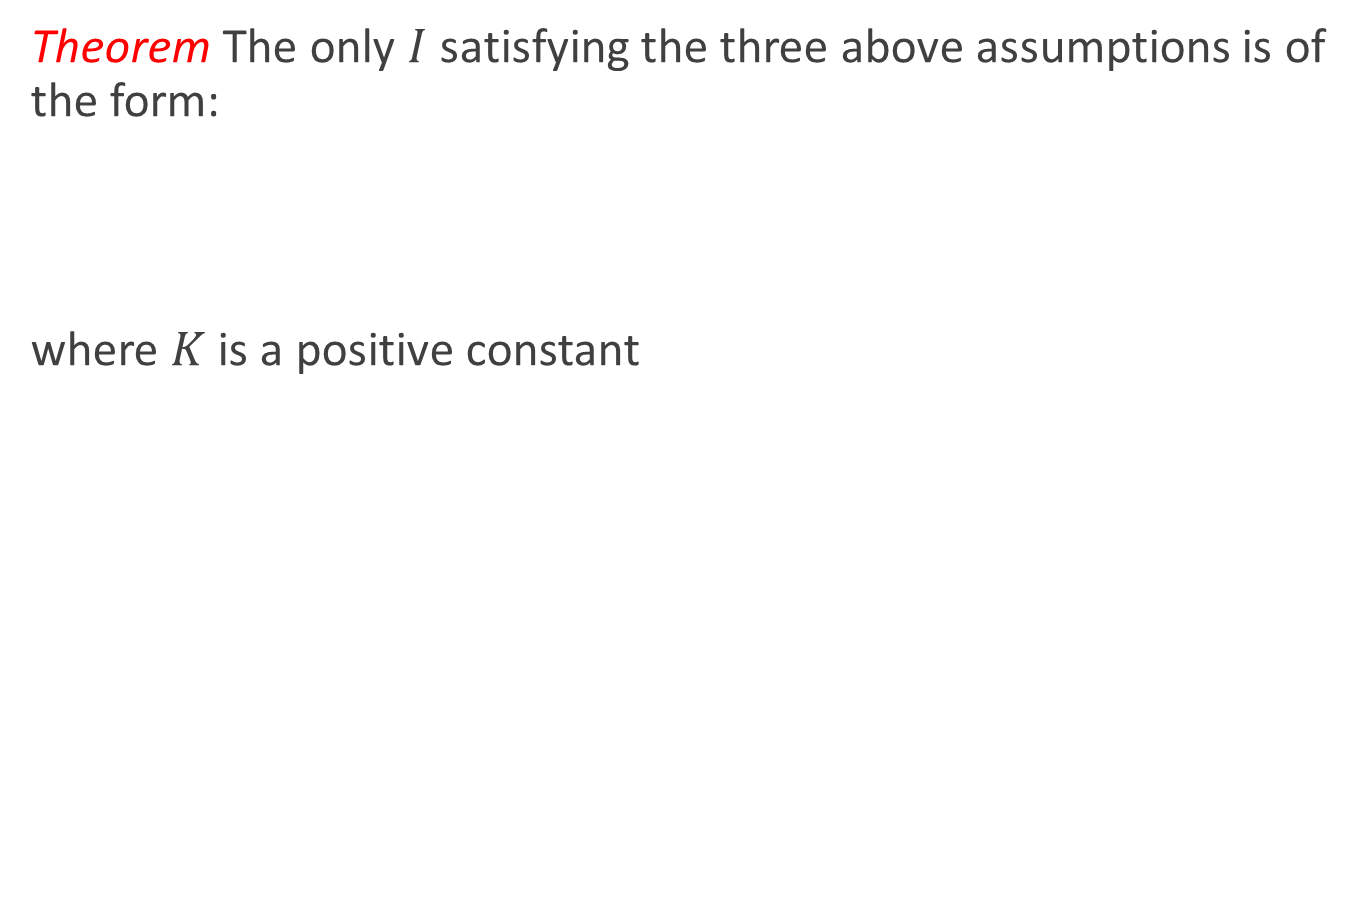 Theorem The only I satisfying the three above assumptions is of
the form:
where K is a positive constant